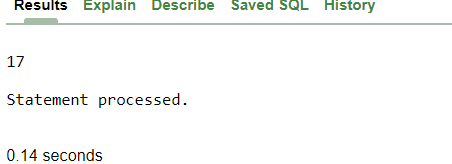 Results Explain Describe Saved SQL History
17
Statement processed.
0.14 seconds